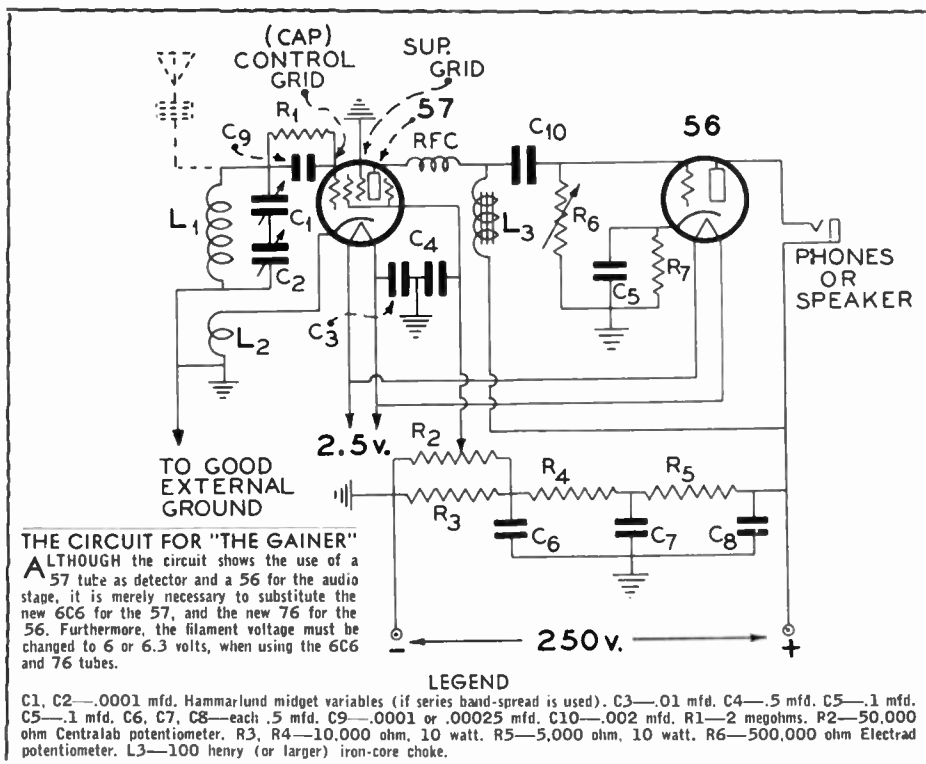 (CAP)
CONTROL
GRID
SUP.
GRID
57
R1
C9
RFC
C10
56
L1
C1
C2
L3
R6
C4
R7
C5
PHONES
OR
SPEAKER
C3
L2
2.5 v.
TO GOOD
EXTERNAL
GROUND
R2
R3
R4
R5
C6
C7
C8
THE CIRCUIT FOR "THE GAINER"
ALTHOUGH the circuit shows the use of a
57 tube as detector and a 56 for the audio
stage, it is merely necessary to substitute the
new 6C6 for the 57, and the new 76 for the
56. Furthermore, the filament voltage must be
changed to 6 or 6.3 volts, when using the 6C6
and 76 tubes.
- 250 v. +
LEGEND
C1, C2—.0001 mfd. Hammarlund midget variables (if series band-spread is used). C3—.01 mfd. C4—.5 mfd. C5—.1 mfd.
C5—.1 mfd. C6, C7, C8—each .5 mfd. C9—.0001 or .00025 mfd. C10—.002 mfd. R1—2 megohms. R2—50,000
ohm Centralab potentiometer. R3, R4—10,000 ohm, 10 watt. R5—5,000 ohm, 10 watt. R6—500,000 ohm Electrad
potentiometer. L3—100 henry (or larger) iron-core choke.